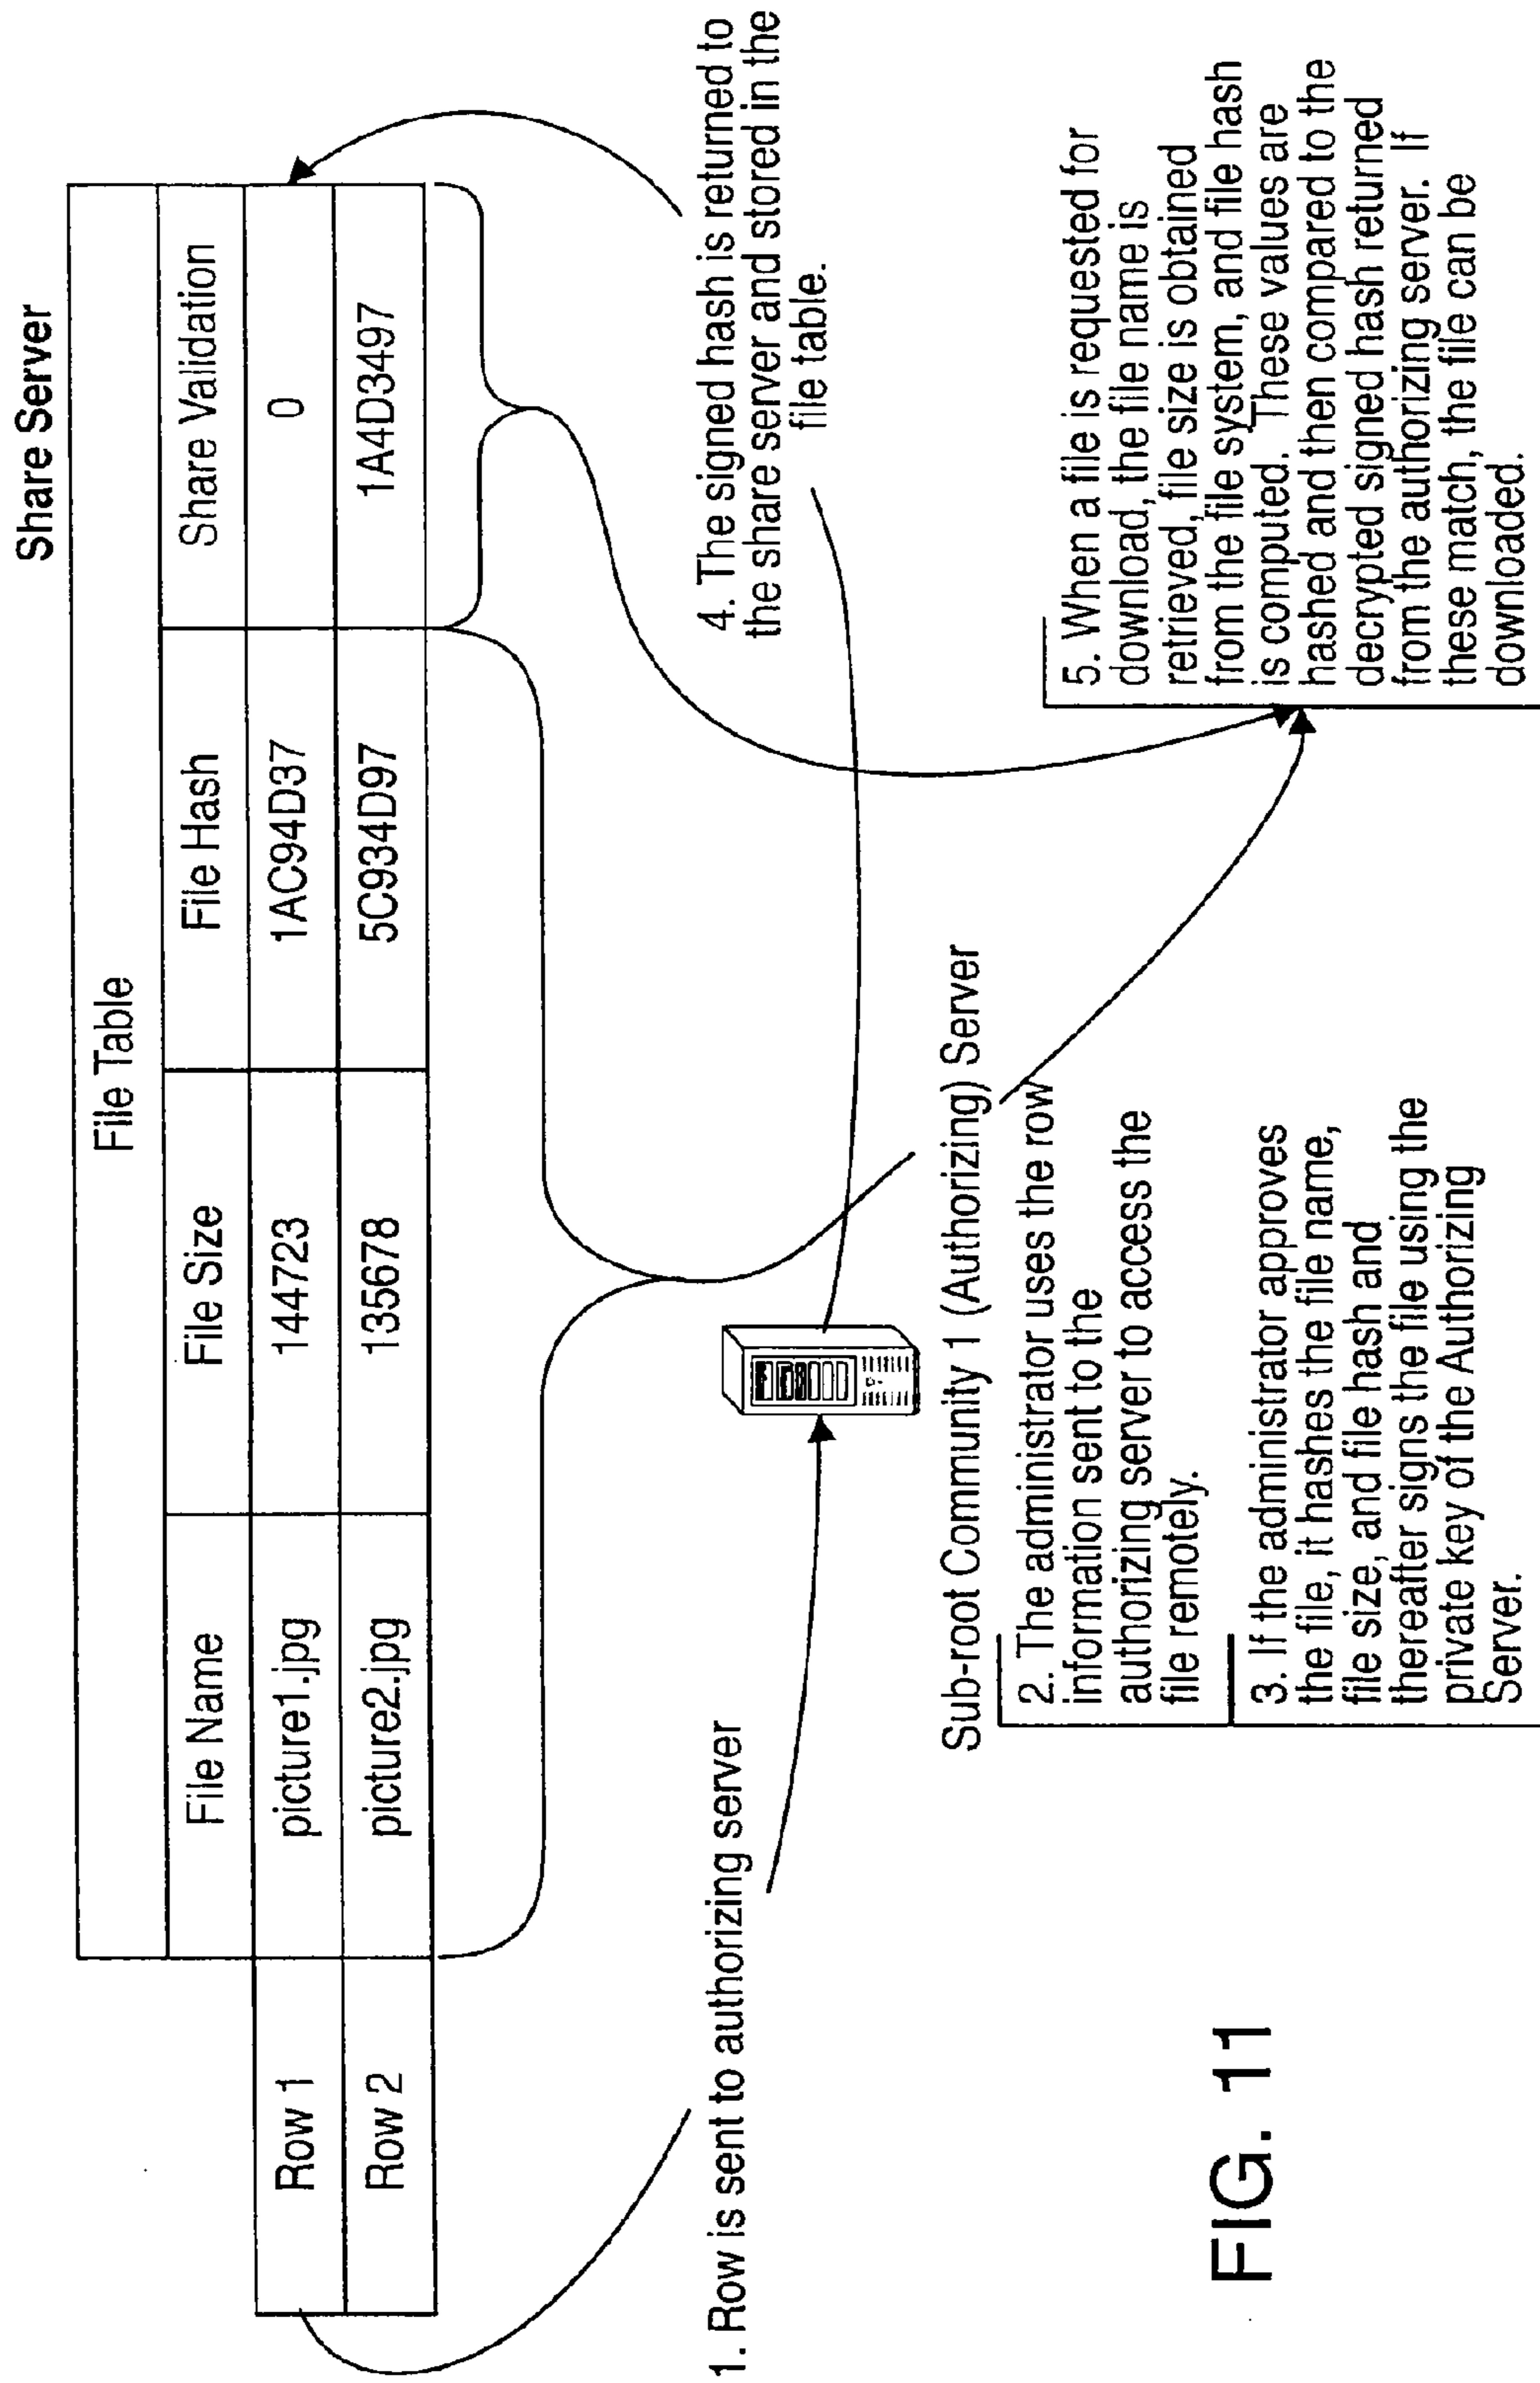 Share Server
File Table
File Name File Size File Hash Share Validation
Row 1 picture1.jpg 144723 1AC94D37 0
Row 2 picture2.jpg 135678 5C934D97 1A4D3497
1. Row is sent to authorizing server
4. The signed hash is returned to
the share server and stored in the
file table.
Sub-root Community 1 (Authorizing) Server
2. The administrator uses the row
information sent to the
authorizing server to access the
file remotely.
3. If the administrator approves
the file, it hashes the file name,
file size, and file hash and
thereafter signs the file using the
private key of the Authorizing
Server.
5. When a file is requested for
download, the file name is
retrieved, file size is obtained
from the file system, and file hash
is computed. These values are
hashed and then compared to the
decrypted signed hash returned
from the authorizing server. If
these match, the file can be
downloaded.
FIG. 11